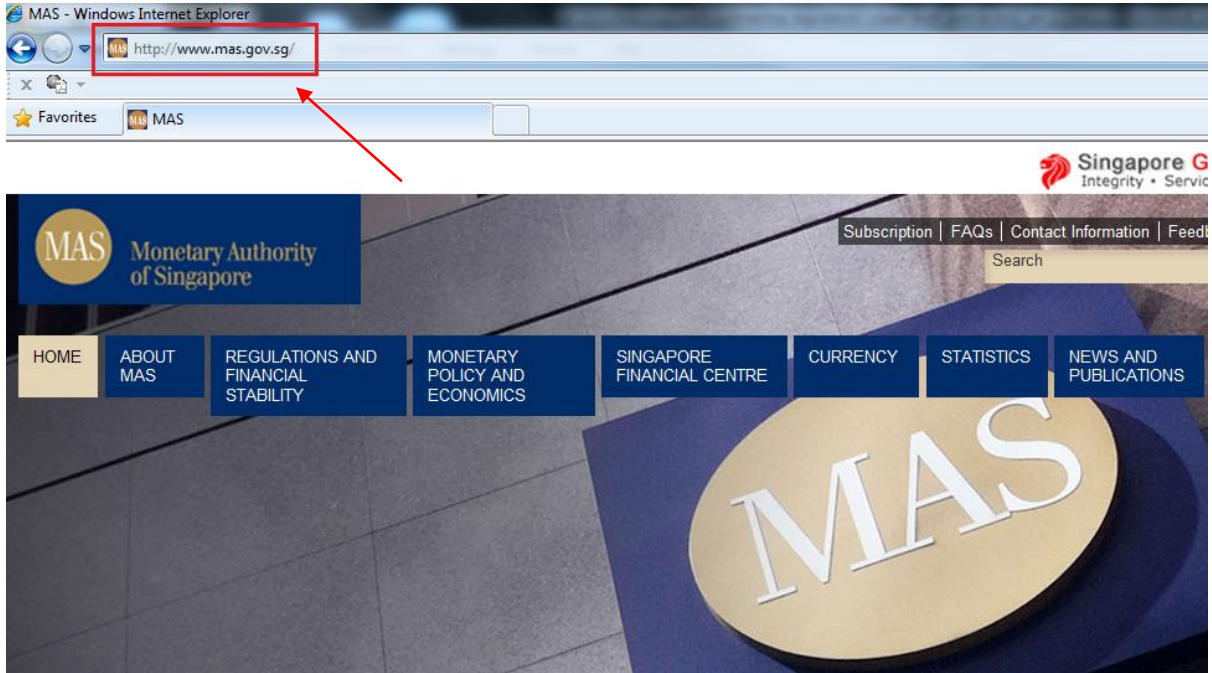 MAS - Windows Internet Explorer
http://www.mas.gov.sg/
Favorites
MAS
Singapore G
Integrity • Servic
MAS
Monetary Authority
of Singapore
Subscription | FAQs | Contact Information | Feedb
Search
HOME
ABOUT
MAS
REGULATIONS AND
FINANCIAL
STABILITY
MONETARY
POLICY AND
ECONOMICS
SINGAPORE
FINANCIAL CENTRE
CURRENCY
STATISTICS
NEWS AND
PUBLICATIONS
MAS